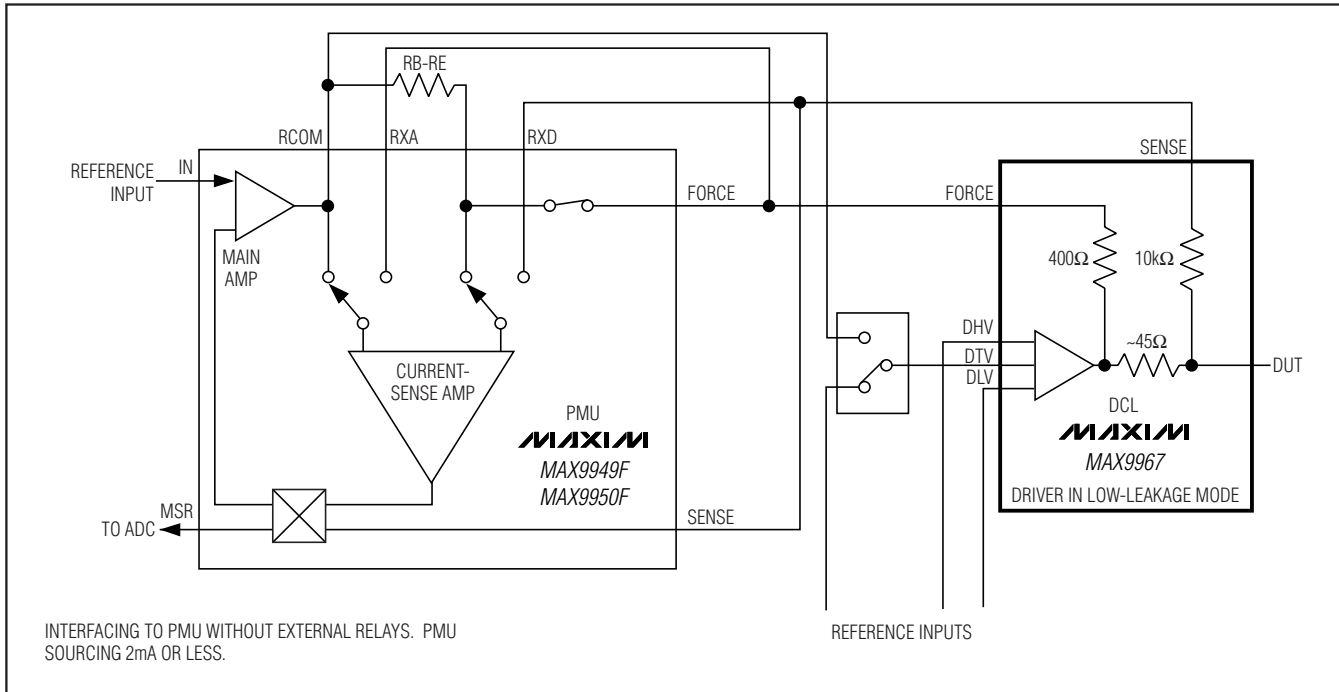 RB-RE
RCOM
RXA
RXD
SENSE
REFERENCE
INPUT
IN
FORCE
FORCE
MAIN
AMP
400Ω
10kΩ
DHV
DTV
DLV
~45Ω
DUT
CURRENT-
SENSE AMP
PMU
MAXIM
MAX9949F
MAX9950F
DCL
MAXIM
MAX9967
DRIVER IN LOW-LEAKAGE MODE
MSR
TO ADC
SENSE
INTERFACING TO PMU WITHOUT EXTERNAL RELAYS. PMU
SOURCING 2mA OR LESS.
REFERENCE INPUTS